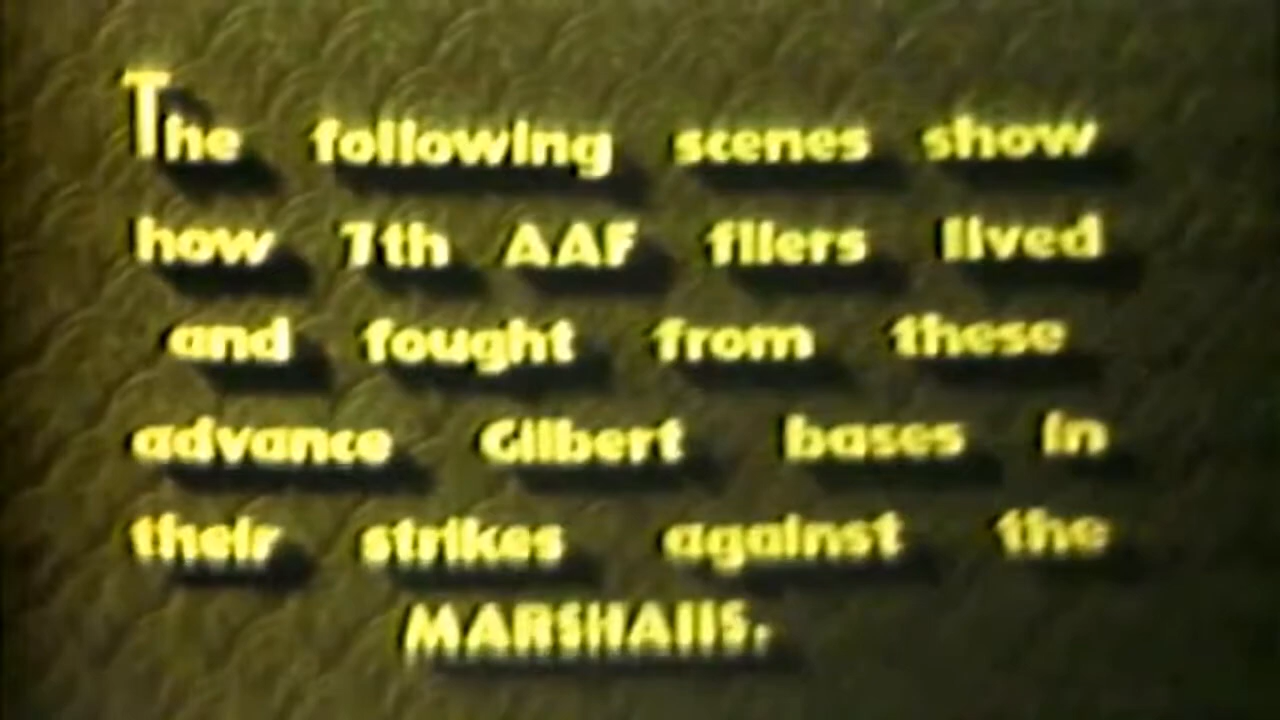 The following scenes show
how 7th AAF fliers lived
and fought from these
advance Gilbert bases in
their strikes against the
MARSHAllS.